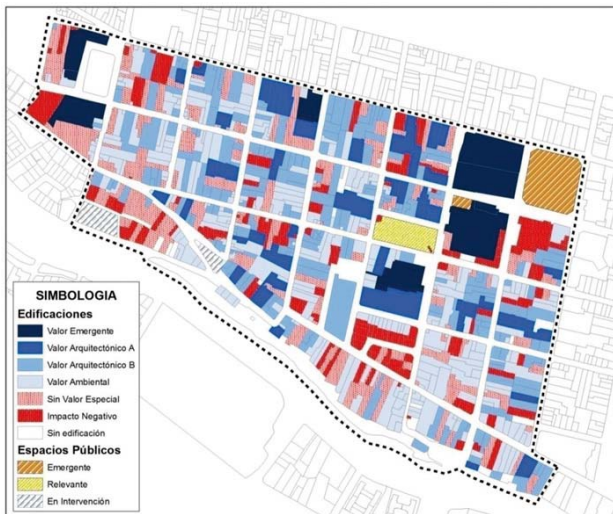 SIMBOLOGIA
Edificaciones
Valor Emergente
Valor Arquitectónico A
Valor Arquitectónico B
Valor Ambiental
Sin Valor Especial
Impacto Negativo
Sin edificación
Espacios Públicos
Emergente
Relevante
En Intervención